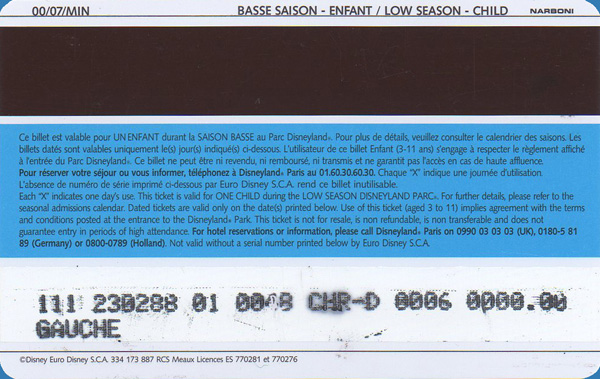 00/07/MIN BASSE SAISON - ENFANT / LOW SEASON - CHILD NARBONI
Ce billet est valable pour UN ENFANT durant la SAISON BASSE au Parc Disneyland®. Pour plus de détails, veuillez consulter le calendrier des saisons. Les
billets datés sont valables uniquement le(s) jour(s) indiqué(s) ci-dessous. L'utilisateur de ce billet Enfant (3-11 ans) s'engage à respecter le règlement affiché
à l'entrée du Parc Disneyland®. Ce billet ne peut être ni revendu, ni remboursé, ni transmis et ne garantit pas l'accès en cas de haute affluence.
Pour réserver votre séjour ou vous informer, téléphonez à Disneyland® Paris au 01.60.30.60.30. Chaque "X" indique une journée d'utilisation.
L'absence de numéro de série imprimé ci-dessous par Euro Disney S.C.A. rend ce billet inutilisable.
Each "X" indicates one day's use. This ticket is valid for ONE CHILD during the LOW SEASON DISNEYLAND PARC®. For further details, please refer to the
seasonal admissions calendar. Dated tickets are valid only on the date(s) printed below. Use of this ticket (aged 3 to 11) implies agreement with the terms
and conditions posted at the entrance to the Disneyland® Park. This ticket is not for resale, is non refundable, is non transferable and does not
guarantee entry in periods of high attendance. For hotel reservations or information, please call Disneyland® Paris on 0990 03 03 03 (UK), 0180-5 81
89 (Germany) or 0800-0789 (Holland). Not valid without a serial number printed below by Euro Disney S.C.A.
111 230288 01 0048 CHR-D 0006 0000.00
GAUCHE
©Disney Euro Disney S.C.A. 334 173 887 RCS Meaux Licences ES 770281 et 770276